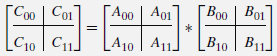 [C₀₀ | C₀₁] = [A₀₀ | A₀₁] * [B₀₀ | B₀₁]
[C₁₀ | C₁₁] [A₁₀ | A₁₁] [B₁₀ | B₁₁]